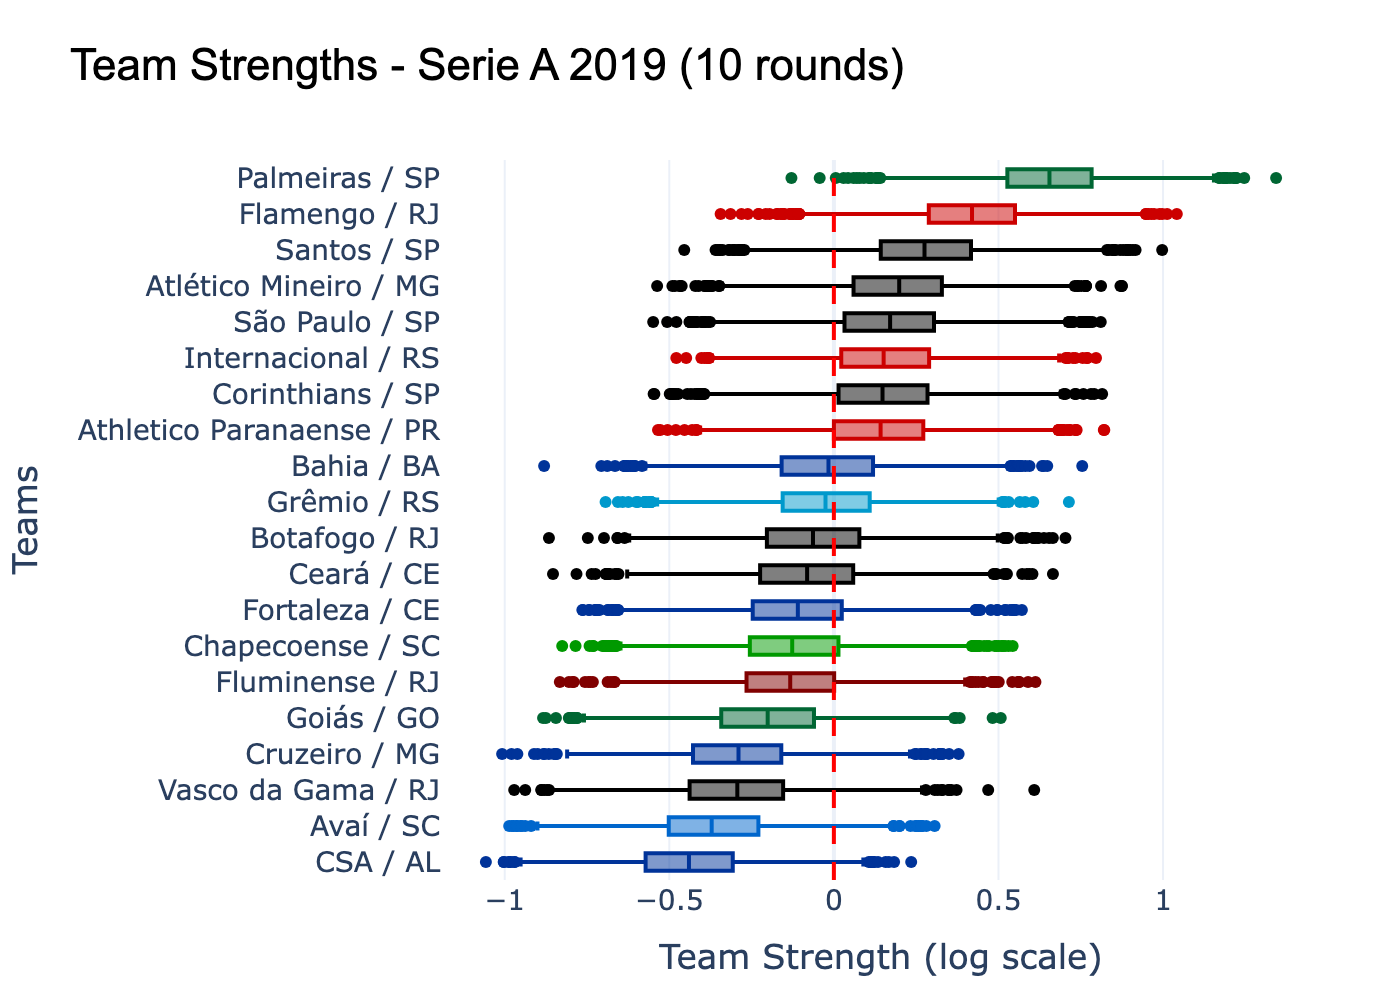 Team Strengths - Serie A 2019 (10 rounds)
Palmeiras / SP
Flamengo / RJ
Santos / SP
Atlético Mineiro / MG
São Paulo / SP
Internacional / RS
Corinthians / SP
Athletico Paranaense / PR
Bahia / BA
Grêmio / RS
Botafogo / RJ
Ceará / CE
Fortaleza / CE
Chapecoense / SC
Fluminense / RJ
Goiás / GO
Cruzeiro / MG
Vasco da Gama / RJ
Avaí / SC
CSA / AL
Teams
−1 −0.5 0 0.5 1
Team Strength (log scale)